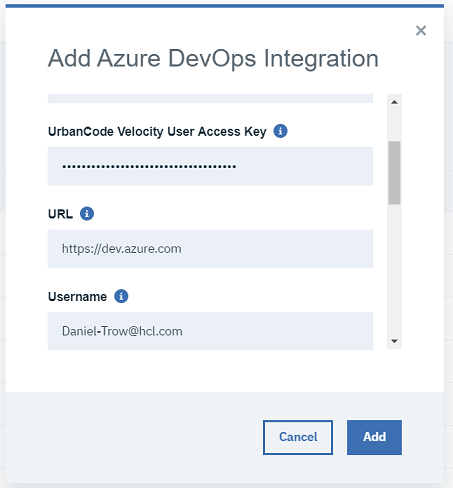 Add Azure DevOps Integration
UrbanCode Velocity User Access Key
••••••••••••••••••••••••••••••••••••
URL
https://dev.azure.com
Username
Daniel-Trow@hcl.com
Cancel
Add